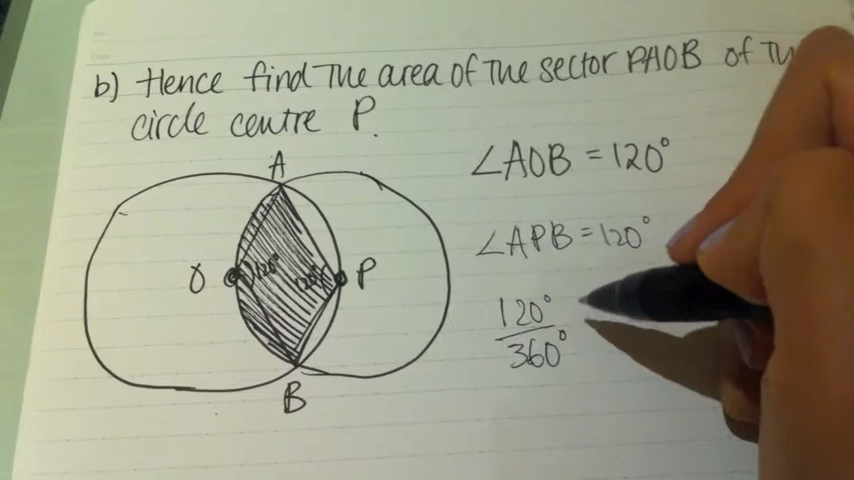 b) Hence find The area of The sector PAOB of
circle centre P.
A
∠AOB = 120°
∠APB = 120°
O 120° 120° P
120°
360°
B